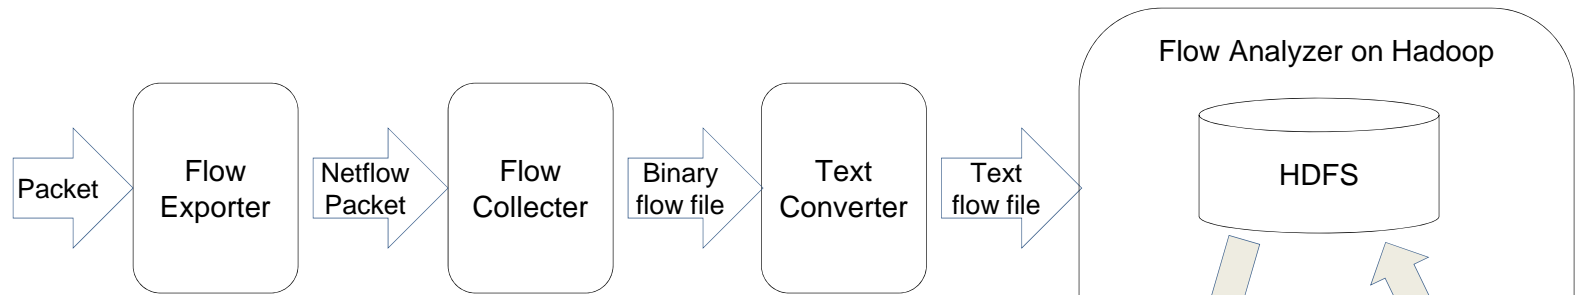 Flow Analyzer on Hadoop
Packet
Flow
Exporter
Netflow
Packet
Flow
Collecter
Binary
flow file
Text
Converter
Text
flow file
HDFS